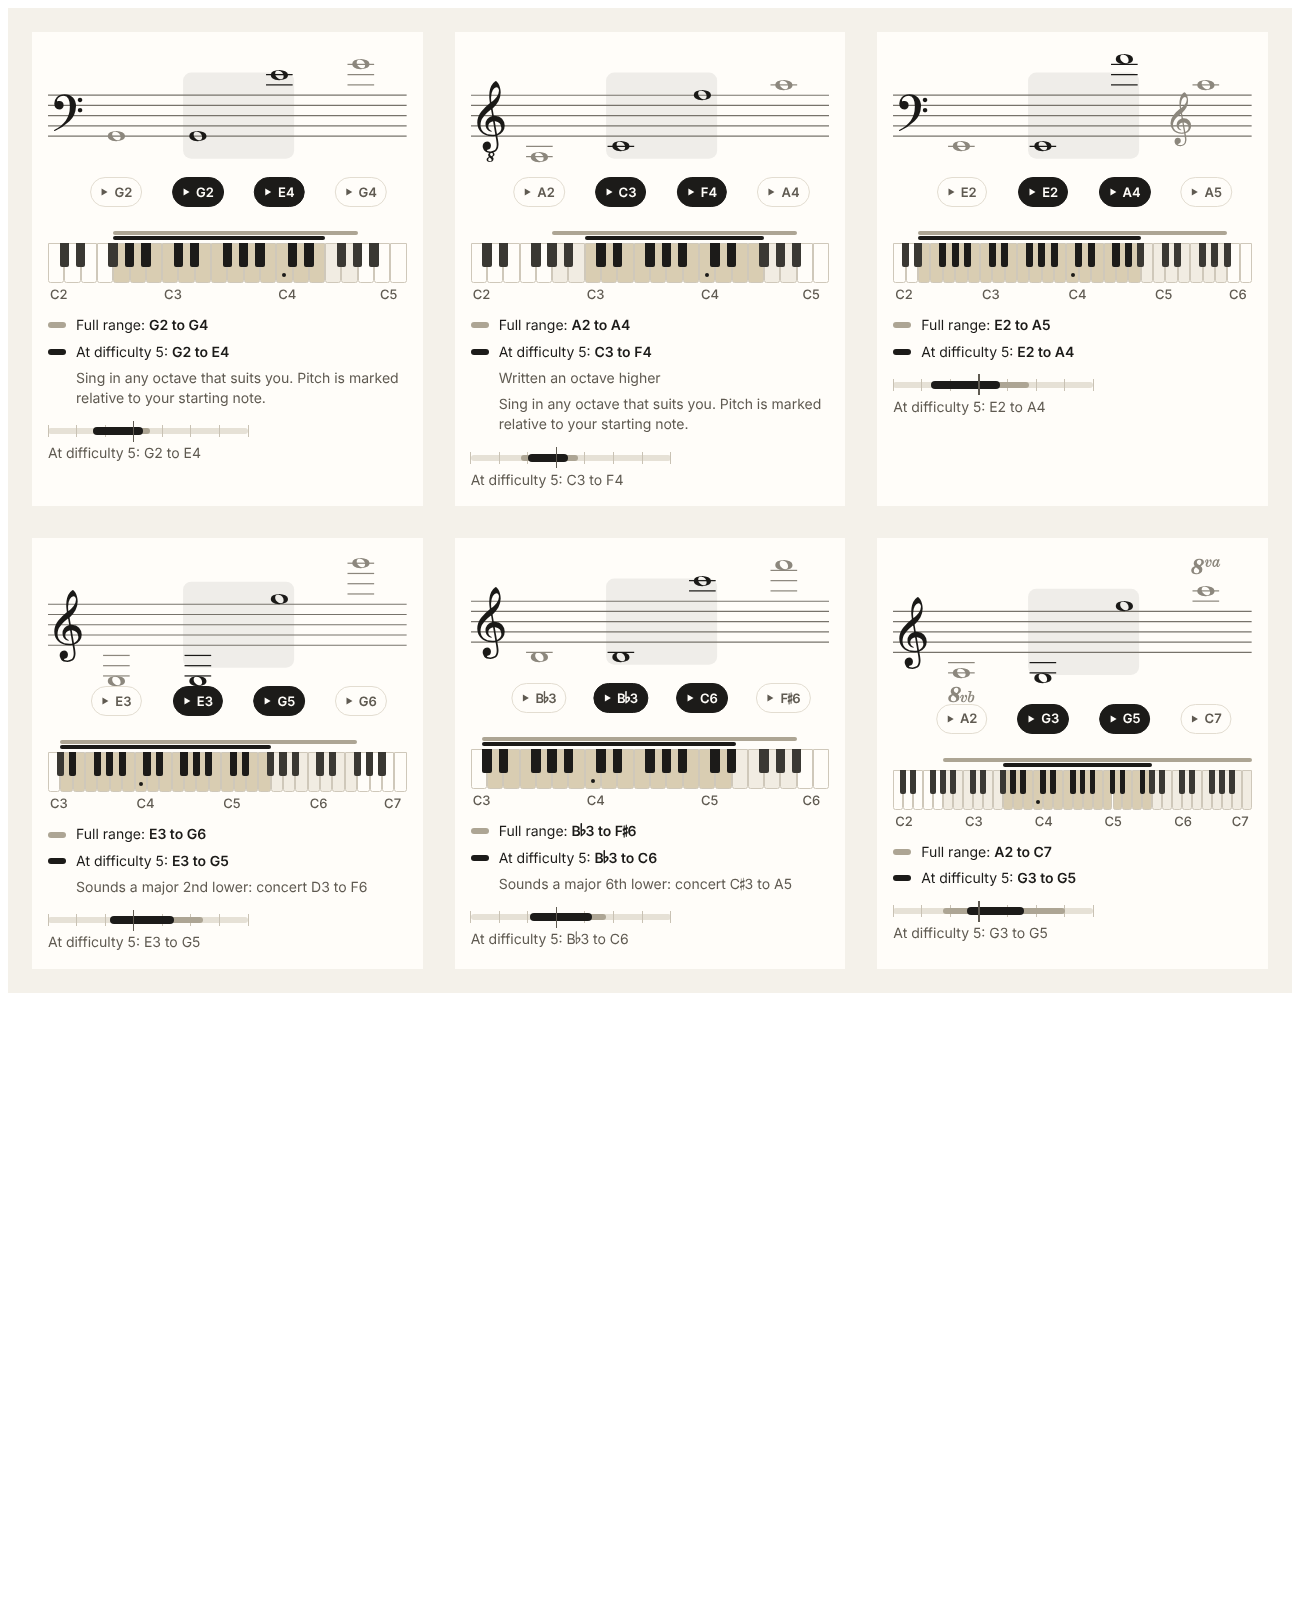 G2 G2 E4 G4
C2 C3 C4 C5
Full range: G2 to G4
At difficulty 5: G2 to E4
Sing in any octave that suits you. Pitch is marked
relative to your starting note.
At difficulty 5: G2 to E4
8
A2 C3 F4 A4
C2 C3 C4 C5
Full range: A2 to A4
At difficulty 5: C3 to F4
Written an octave higher
Sing in any octave that suits you. Pitch is marked
relative to your starting note.
At difficulty 5: C3 to F4
E2 E2 A4 A5
C2 C3 C4 C5 C6
Full range: E2 to A5
At difficulty 5: E2 to A4
At difficulty 5: E2 to A4
E3 E3 G5 G6
C3 C4 C5 C6 C7
Full range: E3 to G6
At difficulty 5: E3 to G5
Sounds a major 2nd lower: concert D3 to F6
At difficulty 5: E3 to G5
B♭3 B♭3 C6 F♯6
C3 C4 C5 C6
Full range: B♭3 to F♯6
At difficulty 5: B♭3 to C6
Sounds a major 6th lower: concert C♯3 to A5
At difficulty 5: B♭3 to C6
8va
8vb
A2 G3 G5 C7
C2 C3 C4 C5 C6 C7
Full range: A2 to C7
At difficulty 5: G3 to G5
At difficulty 5: G3 to G5